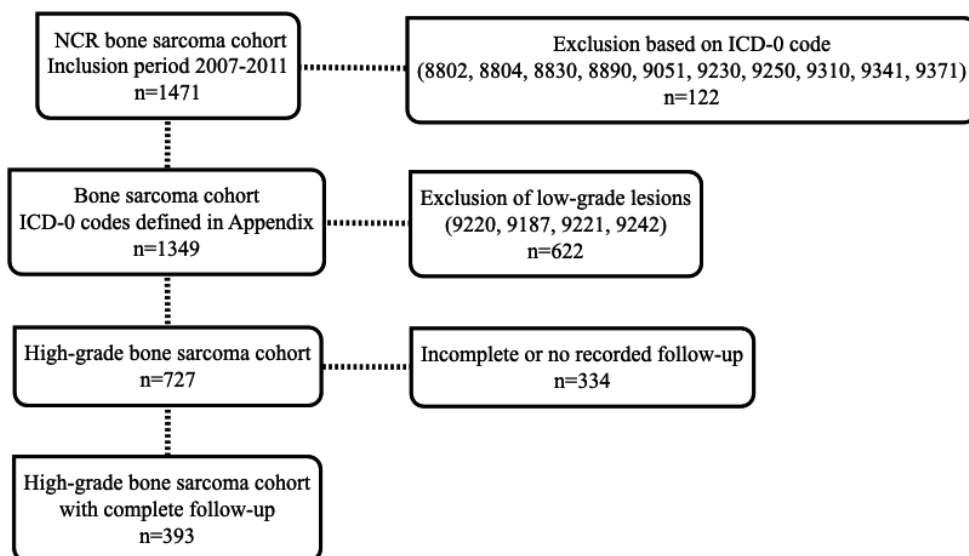 NCR bone sarcoma cohort
Inclusion period 2007-2011
n=1471
Exclusion based on ICD-0 code
(8802, 8804, 8830, 8890, 9051, 9230, 9250, 9310, 9341, 9371)
n=122
Bone sarcoma cohort
ICD-0 codes defined in Appendix
n=1349
Exclusion of low-grade lesions
(9220, 9187, 9221, 9242)
n=622
High-grade bone sarcoma cohort
n=727
Incomplete or no recorded follow-up
n=334
High-grade bone sarcoma cohort
with complete follow-up
n=393